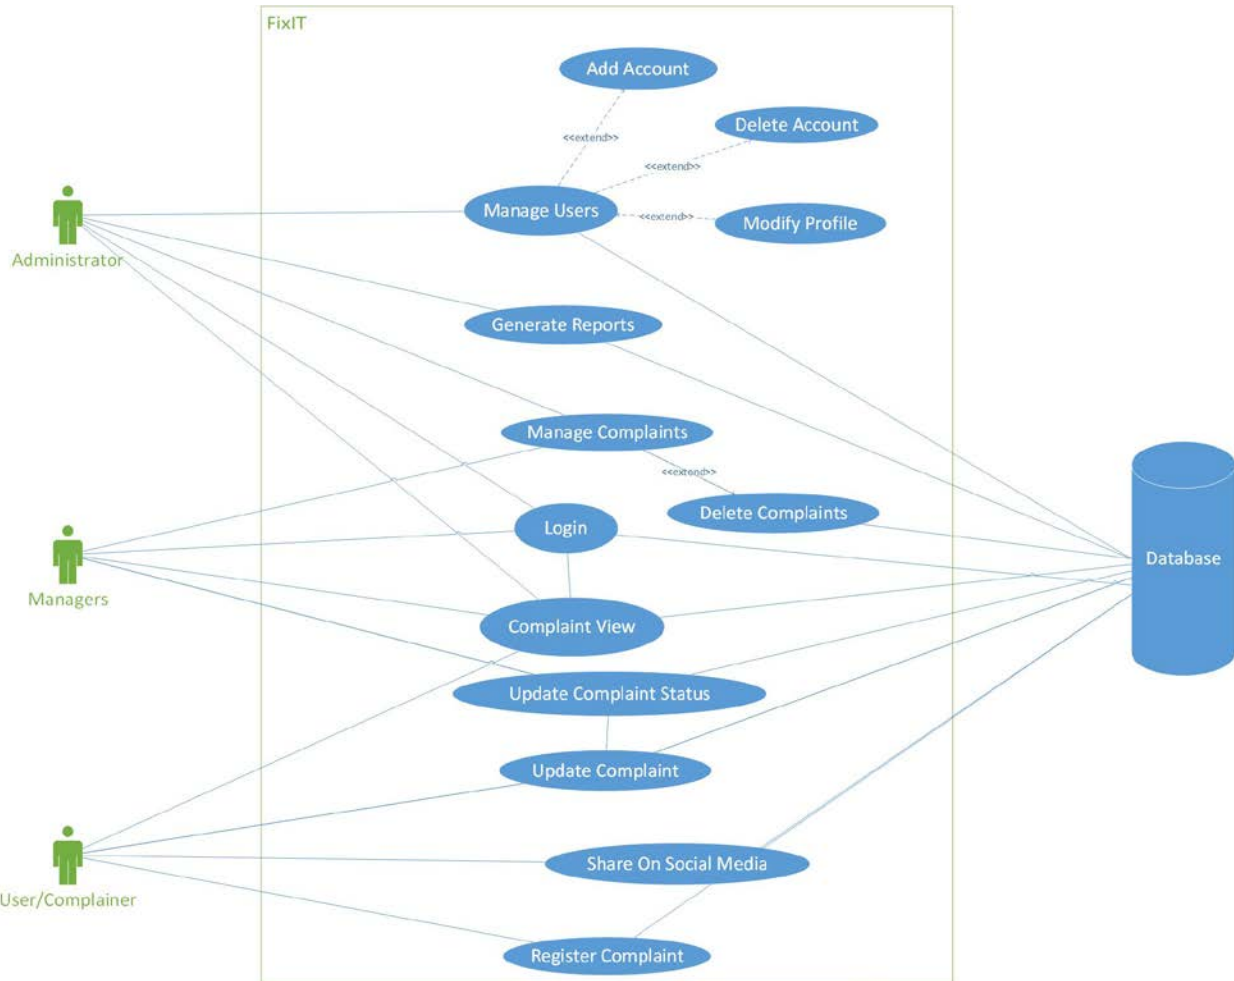 FixIT
Add Account
<<extend>>
Delete Account
<<extend>>
Manage Users
<<extend>>
Modify Profile
Administrator
Generate Reports
Manage Complaints
<<extend>>
Delete Complaints
Login
Database
Managers
Complaint View
Update Complaint Status
Update Complaint
Share On Social Media
User/Complainer
Register Complaint